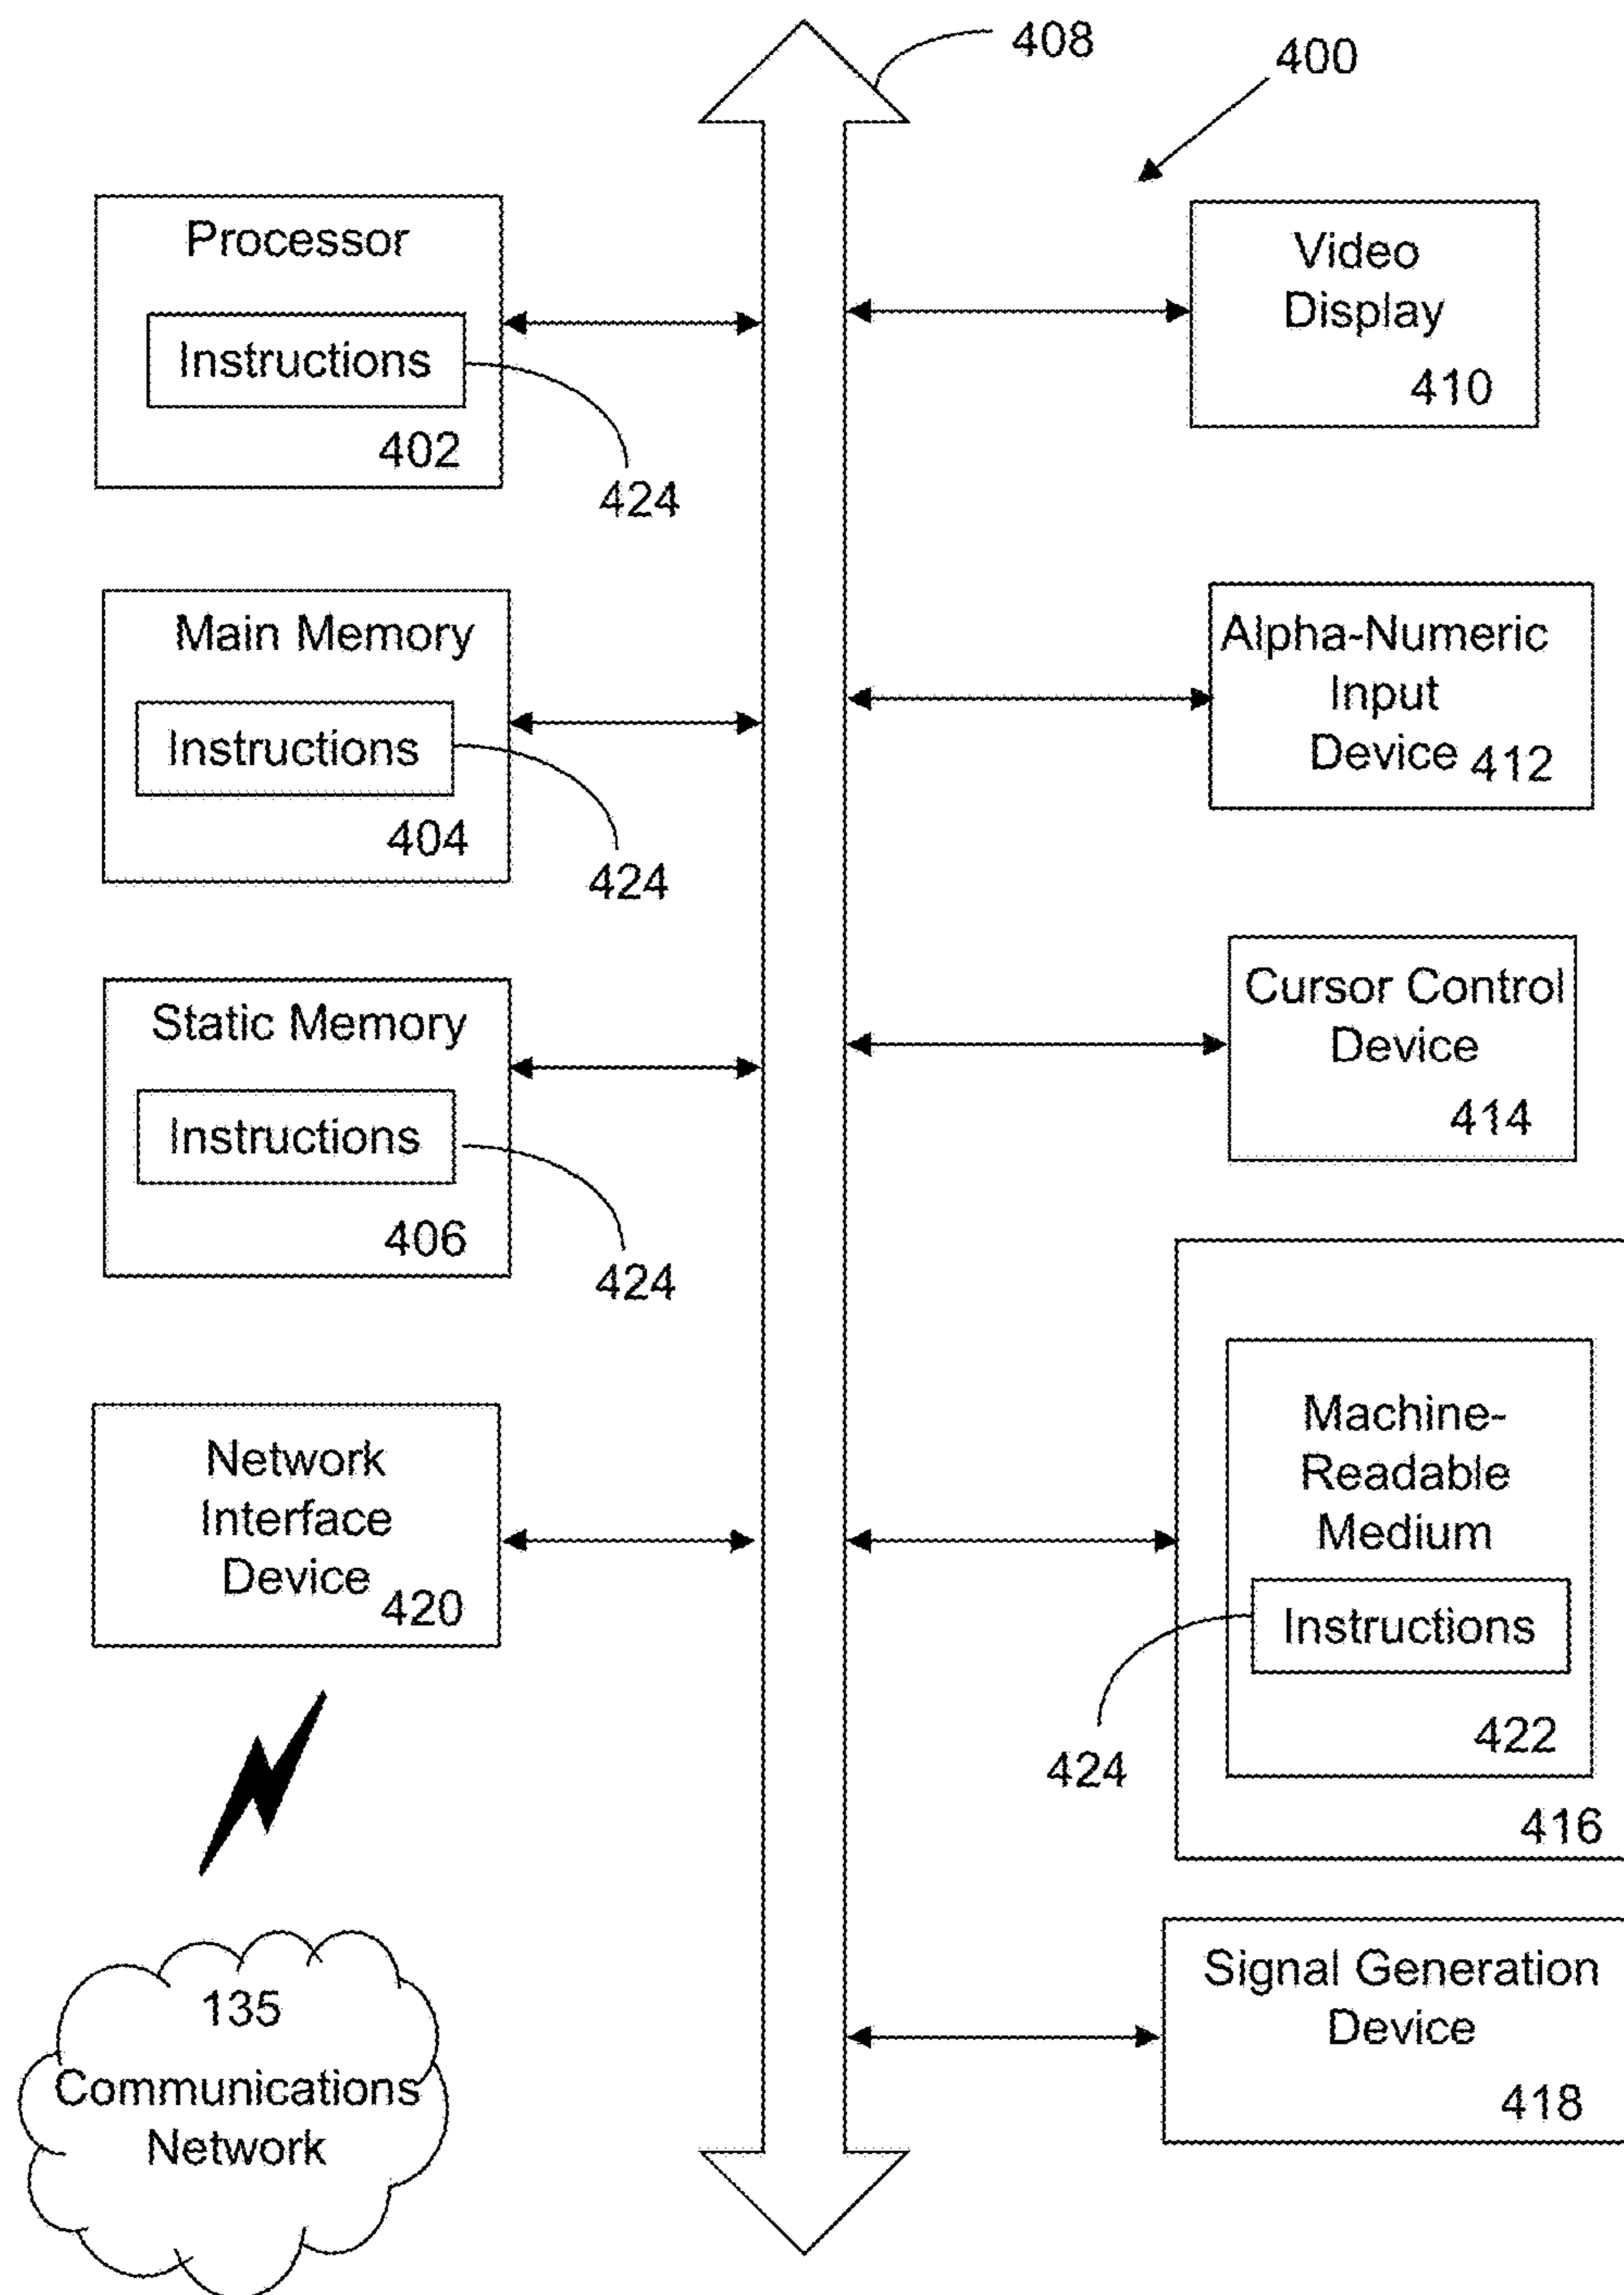 408
400
Processor
Instructions
402
424
Main Memory
Instructions
404
424
Static Memory
Instructions
406
424
Network
Interface
Device
420
135
Communications
Network
Video
Display
410
Alpha-Numeric
Input
Device
412
Cursor Control
Device
414
Machine-
Readable
Medium
Instructions
422
424
416
Signal Generation
Device
418